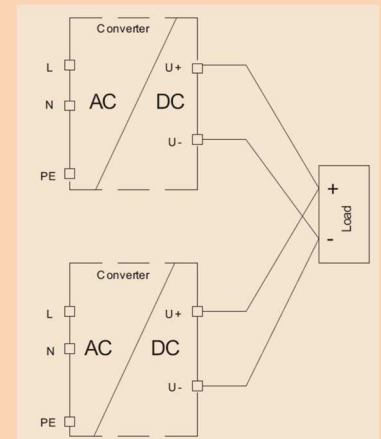 Converter
L
U+
N
AC
DC
U-
PE
+
-
Load
Converter
L
U+
N
AC
DC
U-
PE